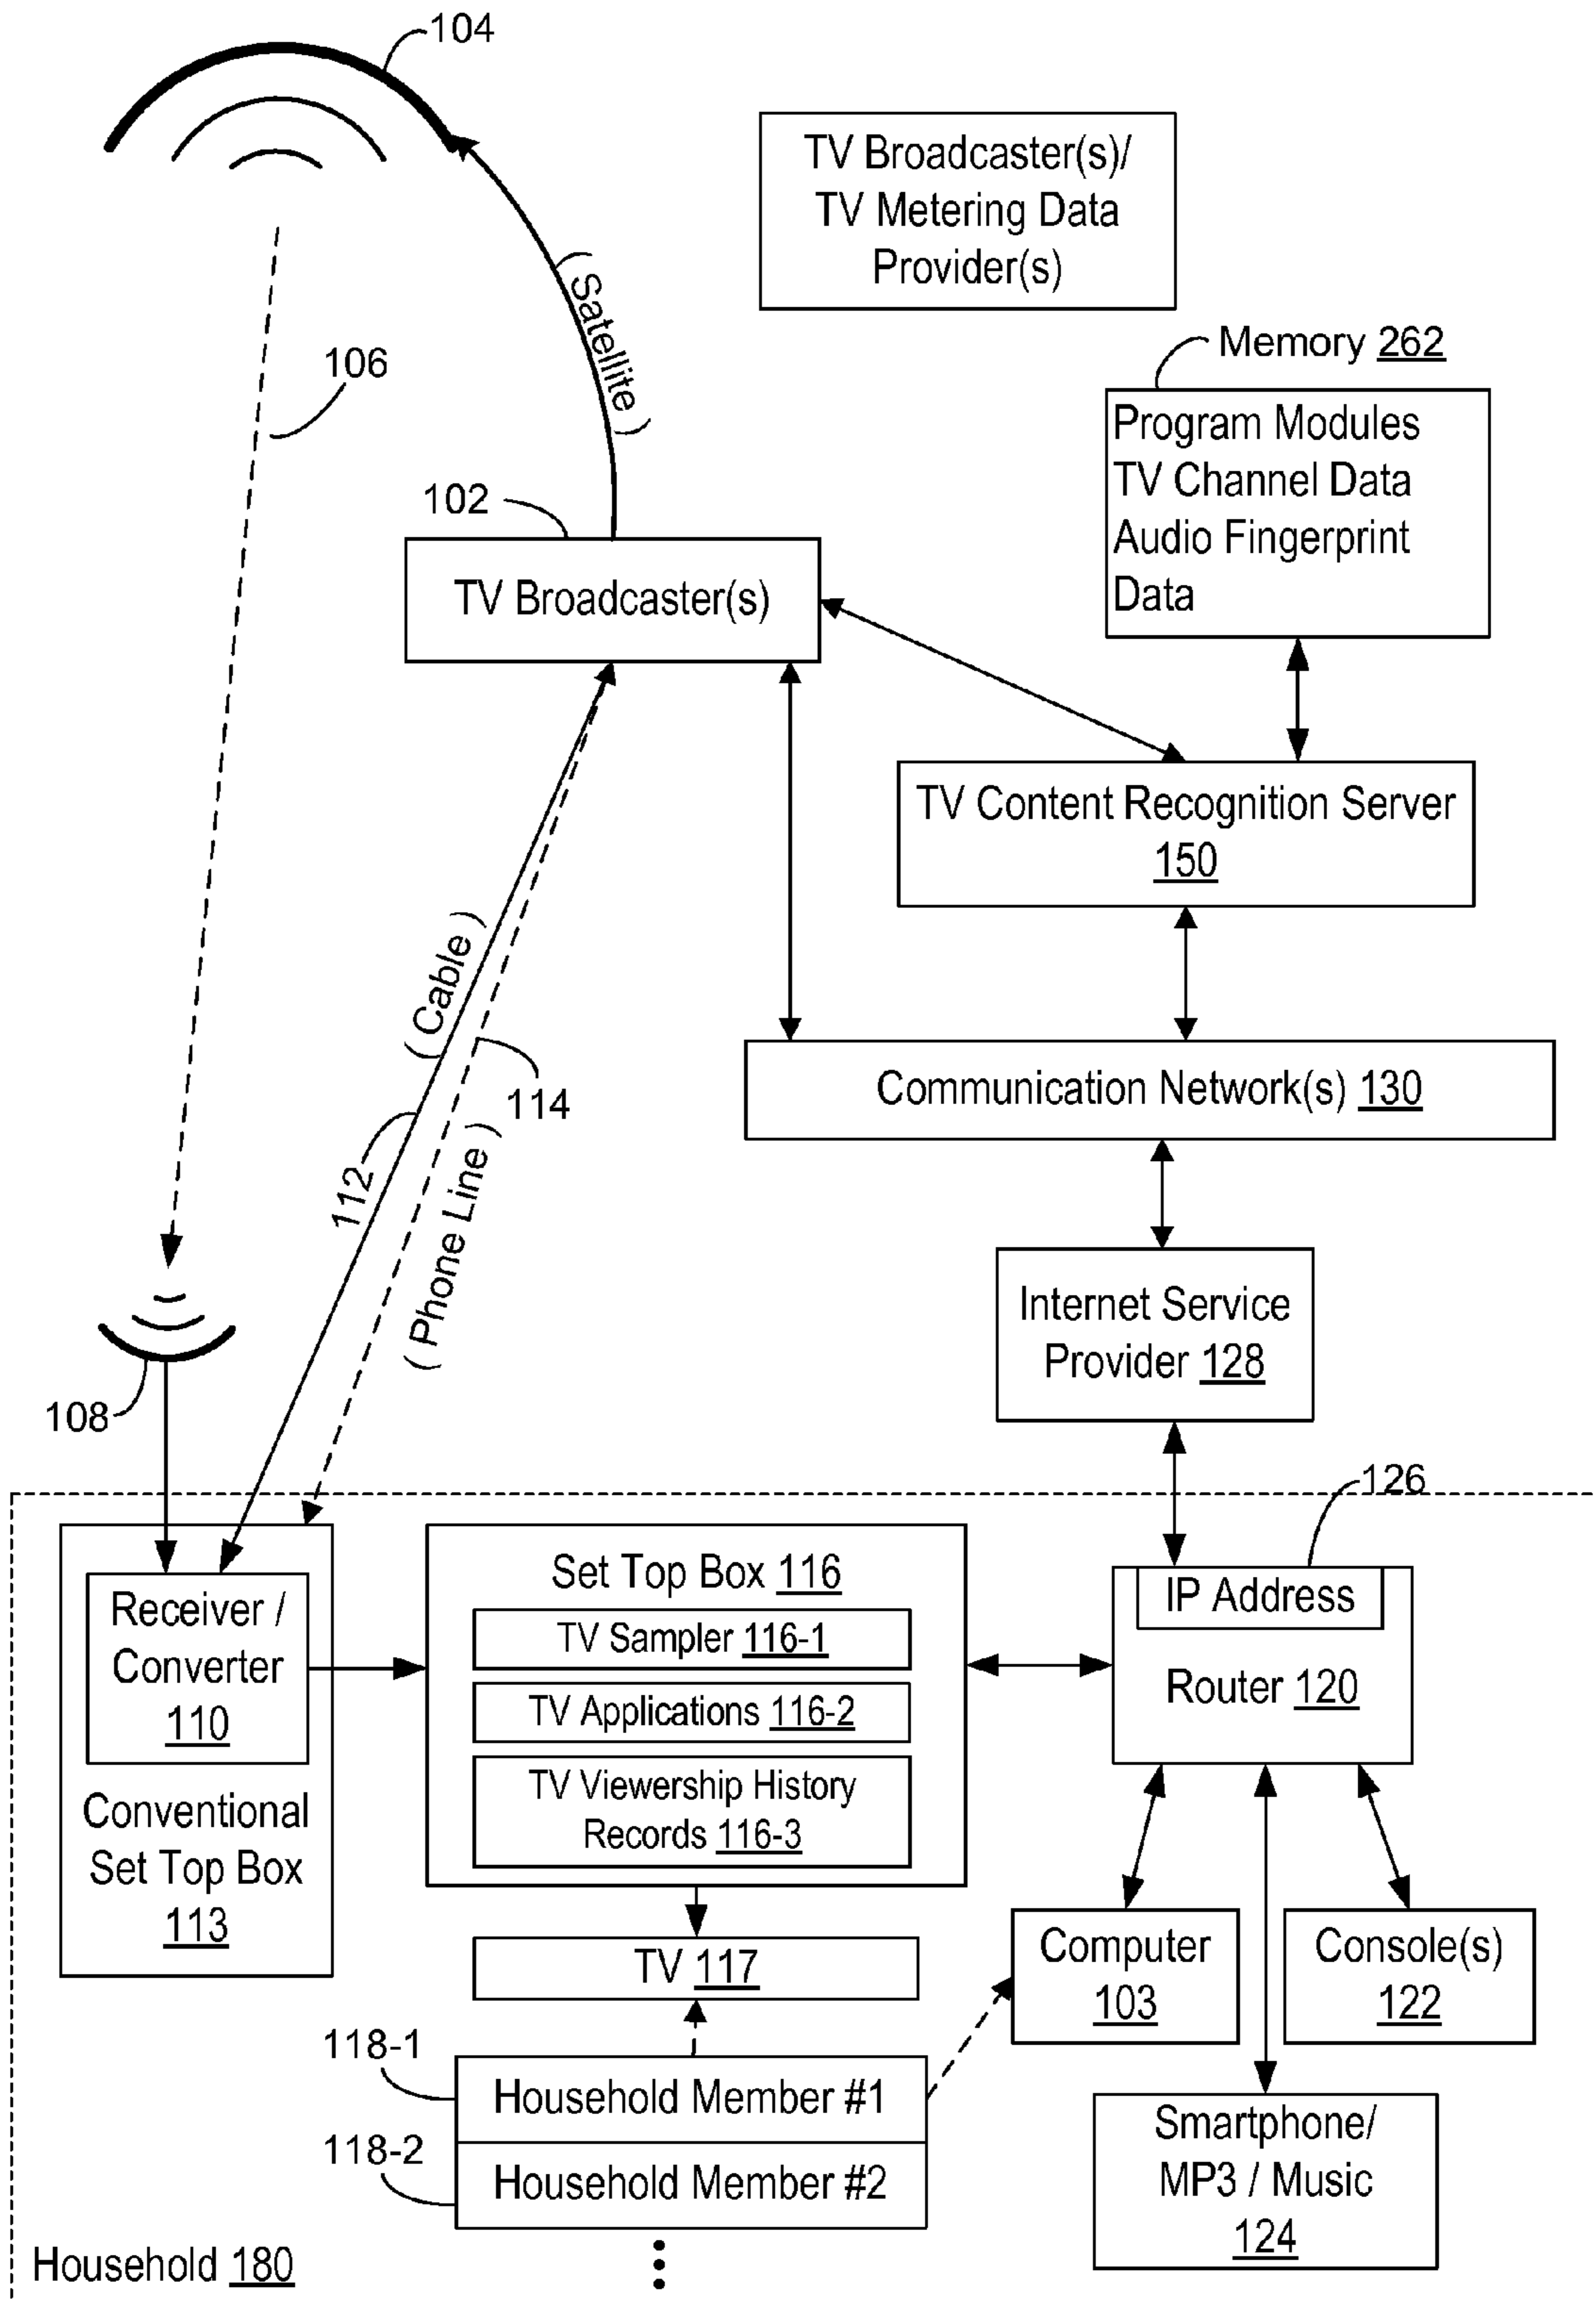 104
TV Broadcaster(s)/
TV Metering Data
Provider(s)
(Satellite)
106
Memory 262
Program Modules
TV Channel Data
Audio Fingerprint
Data
102
TV Broadcaster(s)
TV Content Recognition Server
150
(Cable)
114
112
(Phone Line)
Communication Network(s) 130
Internet Service
Provider 128
108
126
Receiver /
Converter
110
Conventional
Set Top Box
113
Set Top Box 116
TV Sampler 116-1
TV Applications 116-2
TV Viewership History
Records 116-3
IP Address
Router 120
TV 117
Computer
103
Console(s)
122
118-1
Household Member #1
118-2
Household Member #2
Smartphone/
MP3 / Music
124
Household 180